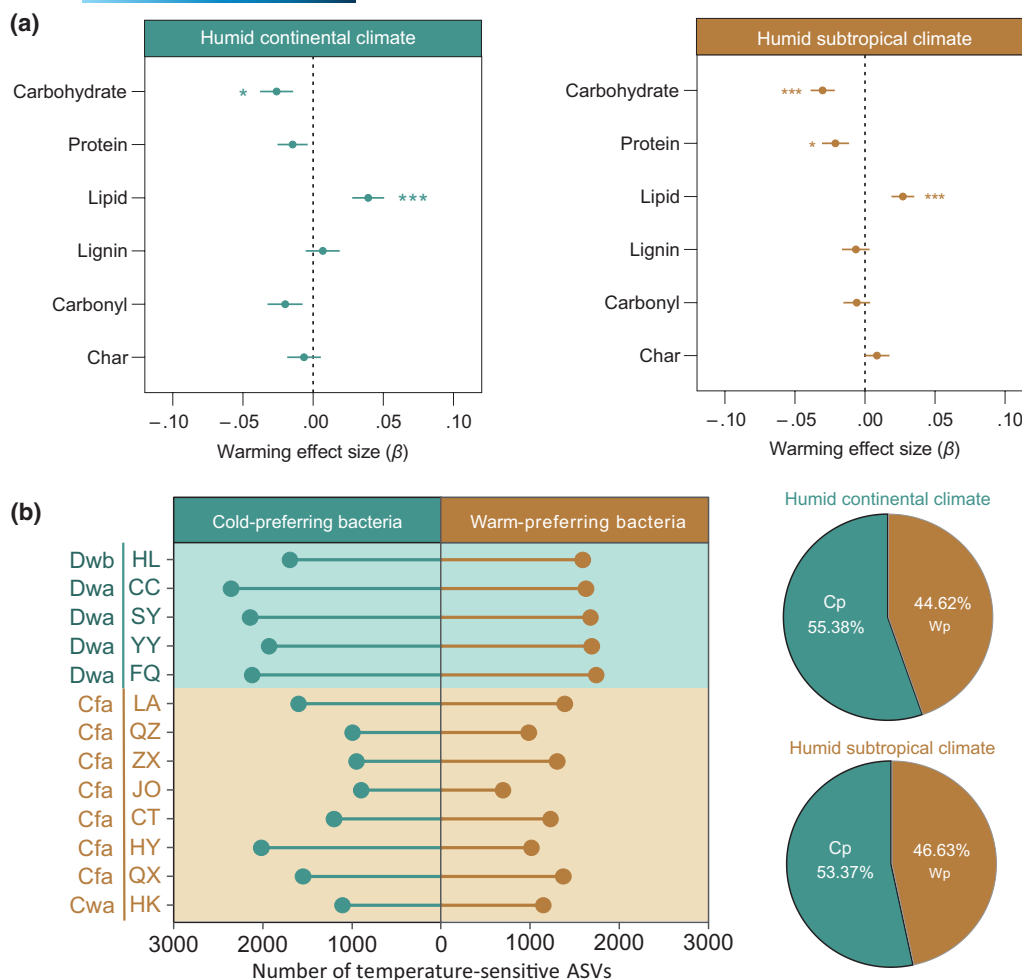 (a)
Humid continental climate
Carbohydrate
*
Protein
Lipid
***
Lignin
Carbonyl
Char
–.10 –.05 .00 .05 .10
Warming effect size (β)
Humid subtropical climate
Carbohydrate
***
Protein
*
Lipid
***
Lignin
Carbonyl
Char
–.10 –.05 .00 .05 .10
Warming effect size (β)
(b)
Cold-preferring bacteria Warm-preferring bacteria
Dwb HL
Dwa CC
Dwa SY
Dwa YY
Dwa FQ
Cfa LA
Cfa QZ
Cfa ZX
Cfa JO
Cfa CT
Cfa HY
Cfa QX
Cwa HK
3000 2000 1000 0 1000 2000 3000
Number of temperature-sensitive ASVs
Humid continental climate
Cp
55.38%
44.62%
Wp
Humid subtropical climate
Cp
53.37%
46.63%
Wp